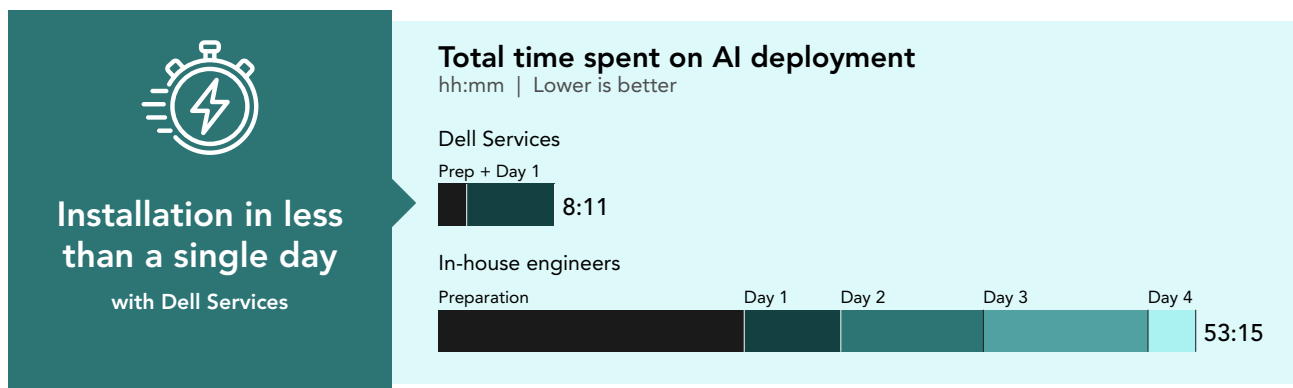 Installation in less
than a single day
with Dell Services
Total time spent on AI deployment
hh:mm | Lower is better
Dell Services
Prep + Day 1
8:11
In-house engineers
Preparation Day 1 Day 2 Day 3 Day 4
53:15